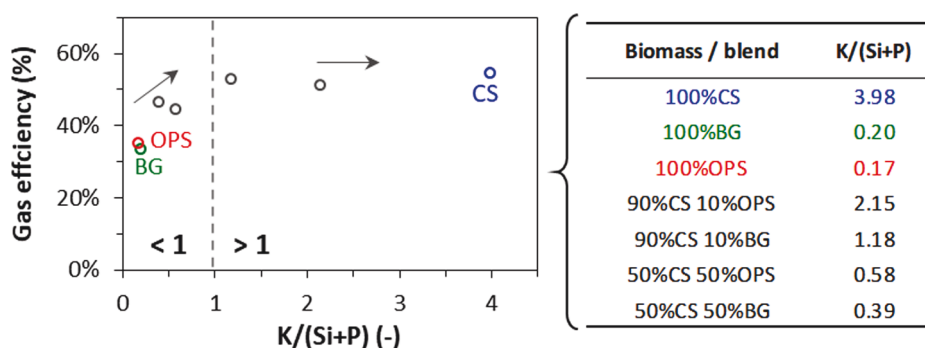 60%
40%
20%
0%
Gas effciency (%)
OPS
BG
CS
< 1
> 1
0
1
2
3
4
K/(Si+P) (-)
Biomass / blend K/(Si+P)
100%CS 3.98
100%BG 0.20
100%OPS 0.17
90%CS 10%OPS 2.15
90%CS 10%BG 1.18
50%CS 50%OPS 0.58
50%CS 50%BG 0.39